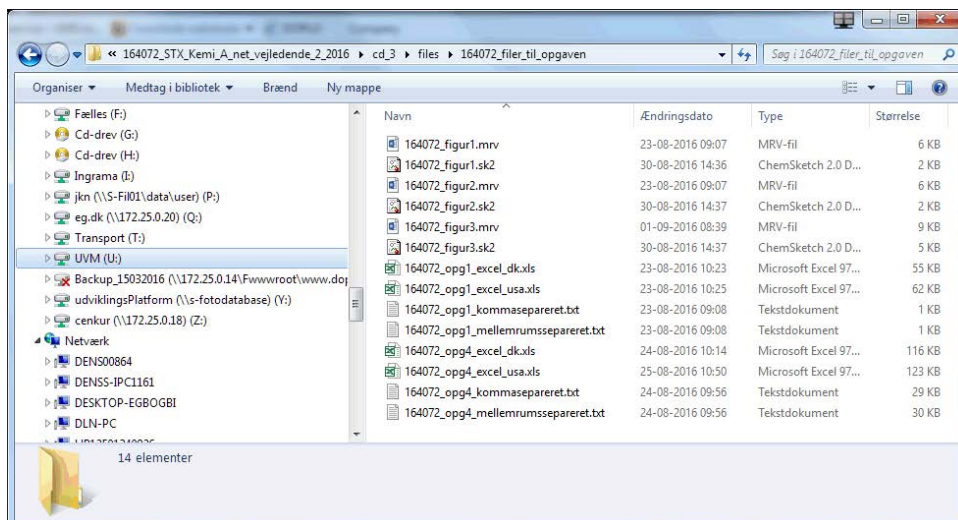 « 164072_STX_Kemi_A_net_vejledende_2_2016 ▸ cd_3 ▸ files ▸ 164072_filer_til_opgaven
Søg i 164072_filer_til_opgaven
Organiser
Medtag i bibliotek
Brænd
Ny mappe
Fælles (F:)
Cd-drev (G:)
Cd-drev (H:)
Ingrama (I:)
jkn (\\S-Fil01\data\user) (P:)
eg.dk (\\172.25.0.20) (Q:)
Transport (T:)
UVM (U:)
Backup_15032016 (\\172.25.0.14\Fwwwroot\www.dop
udviklingsPlatform (\\s-fotodatabase) (Y:)
cenkur (\\172.25.0.18) (Z:)
Netværk
DENS00864
DENSS-IPC1161
DESKTOP-EGBOGBI
DLN-PC
Navn Ændringsdato Type Størrelse
164072_figur1.mrv 23-08-2016 09:07 MRV-fil 6 KB
164072_figur1.sk2 30-08-2016 14:36 ChemSketch 2.0 D... 2 KB
164072_figur2.mrv 23-08-2016 09:07 MRV-fil 6 KB
164072_figur2.sk2 30-08-2016 14:37 ChemSketch 2.0 D... 2 KB
164072_figur3.mrv 01-09-2016 08:39 MRV-fil 9 KB
164072_figur3.sk2 30-08-2016 14:37 ChemSketch 2.0 D... 5 KB
164072_opg1_excel_dk.xls 23-08-2016 10:23 Microsoft Excel 97... 55 KB
164072_opg1_excel_usa.xls 23-08-2016 10:25 Microsoft Excel 97... 62 KB
164072_opg1_kommasepareret.txt 23-08-2016 09:08 Tekstdokument 1 KB
164072_opg1_mellemrumssepareret.txt 23-08-2016 09:08 Tekstdokument 1 KB
164072_opg4_excel_dk.xls 24-08-2016 10:14 Microsoft Excel 97... 116 KB
164072_opg4_excel_usa.xls 25-08-2016 10:50 Microsoft Excel 97... 123 KB
164072_opg4_kommasepareret.txt 24-08-2016 09:56 Tekstdokument 29 KB
164072_opg4_mellemrumssepareret.txt 24-08-2016 09:56 Tekstdokument 30 KB
14 elementer